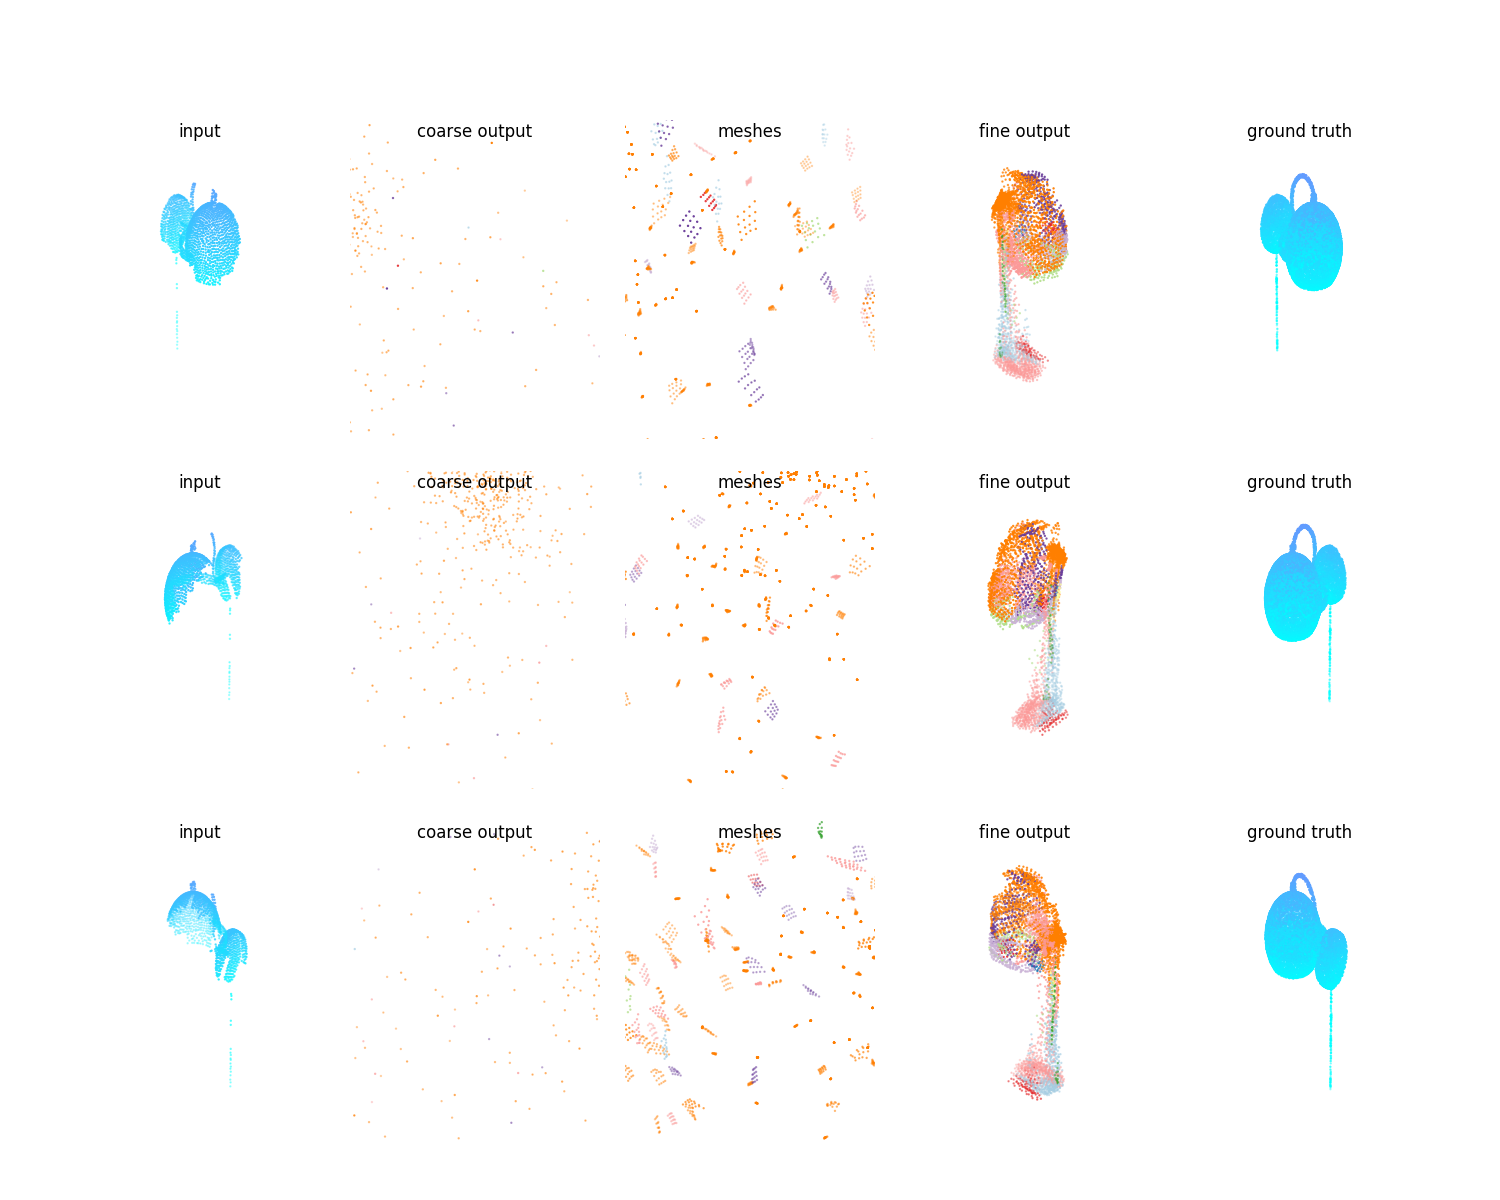 input
coarse output
meshes
fine output
ground truth
input
coarse output
meshes
fine output
ground truth
input
coarse output
meshes
fine output
ground truth